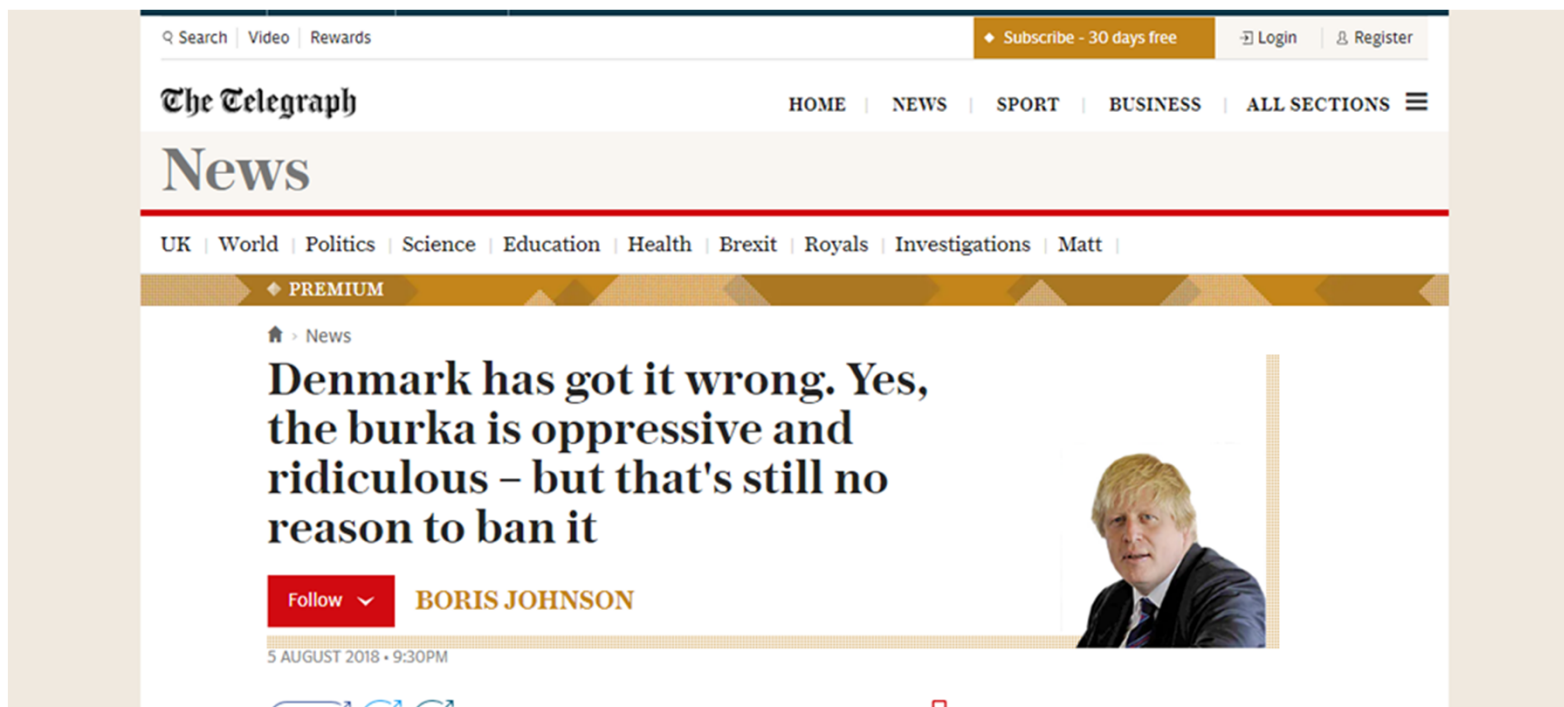 Search Video Rewards
Subscribe - 30 days free
Login Register
The Telegraph
HOME NEWS SPORT BUSINESS ALL SECTIONS
News
UK World Politics Science Education Health Brexit Royals Investigations Matt
PREMIUM
News
Denmark has got it wrong. Yes,
the burka is oppressive and
ridiculous – but that's still no
reason to ban it
Follow
BORIS JOHNSON
5 AUGUST 2018 • 9:30PM